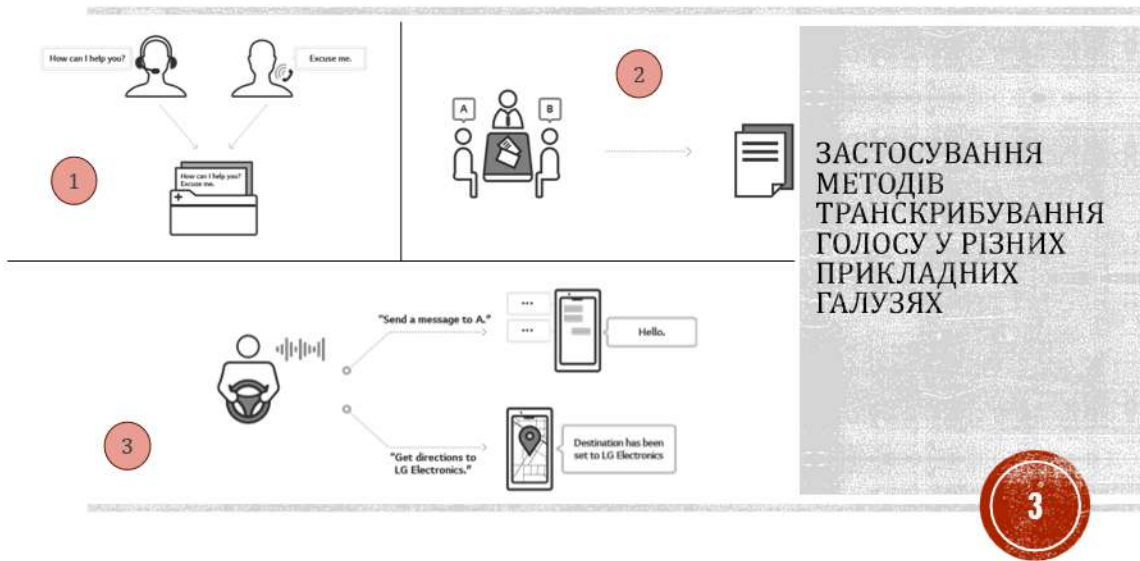 How can I help you?
Excuse me.
1
How can I help you?
Excuse me.
2
A
B
3
"Send a message to A."
Hello.
"Get directions to
LG Electronics."
Destination has been
set to LG Electronics
ЗАСТОСУВАННЯ
МЕТОДІВ
ТРАНСКРИБУВАННЯ
ГОЛОСУ У РІЗНИХ
ПРИКЛАДНИХ
ГАЛУЗЯХ
3